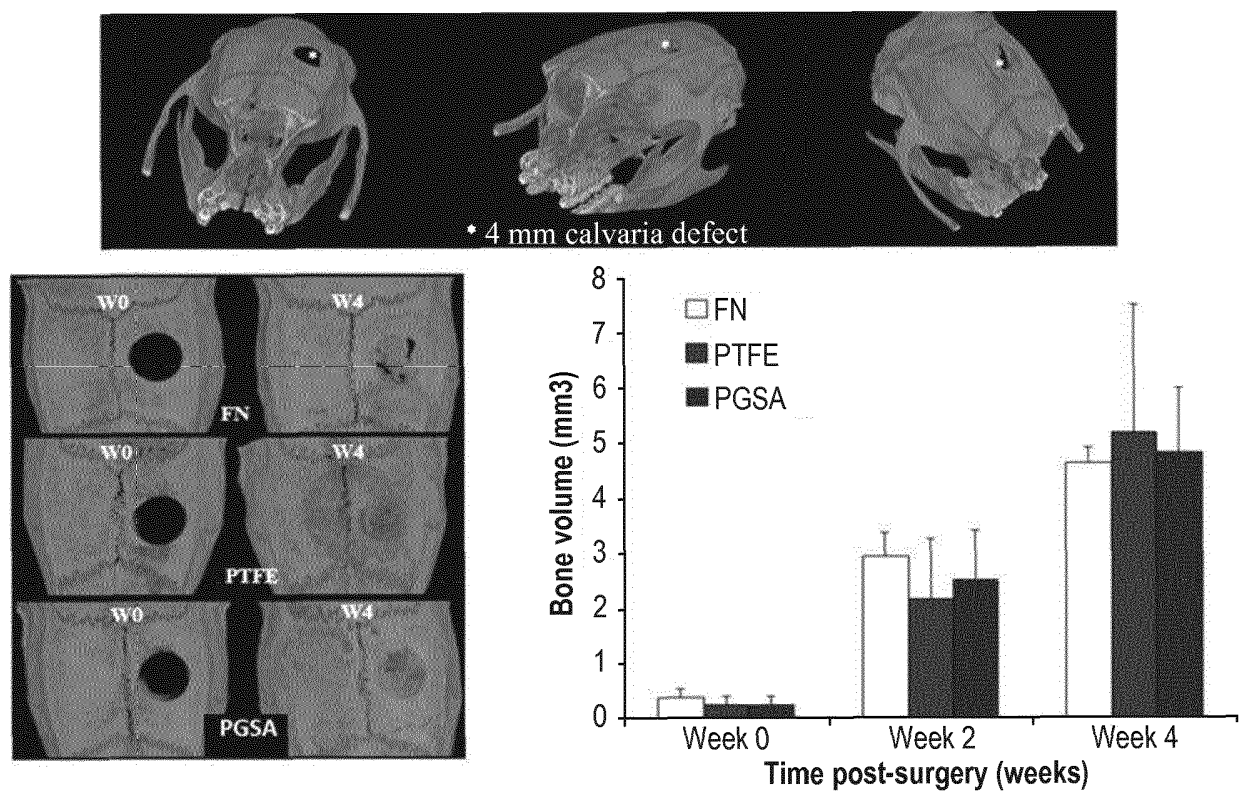 * 4 mm calvaria defect
W0
W4
FN
W0
W4
PTFE
W0
W4
PGSA
8
7
6
5
4
3
2
1
0
Bone volume (mm3)
FN
PTFE
PGSA
Week 0
Week 2
Week 4
Time post-surgery (weeks)